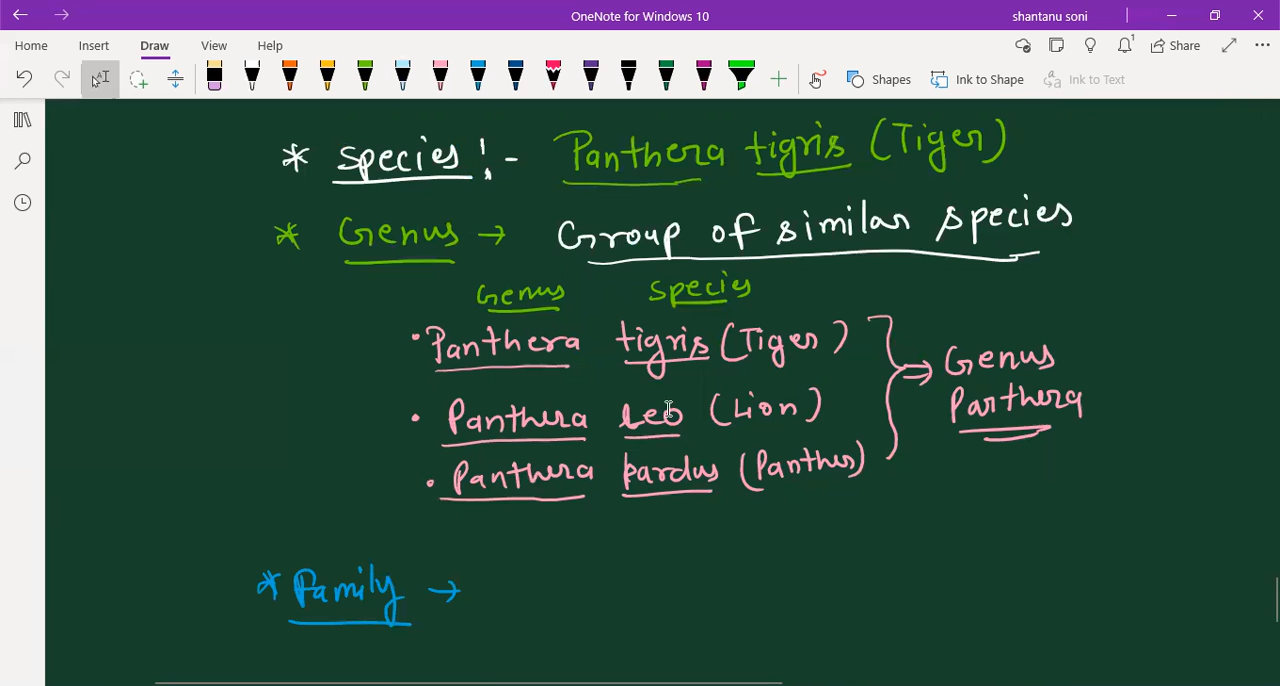 OneNote for Windows 10
shantanu soni
Home Insert Draw View Help
Share
Shapes Ink to Shape Ink to Text
* species:- Panthera tigris (Tiger)
* Genus → Group of similar species
Genus species
• Panthera tigris (Tiger)
• Panthera Leo (Lion)
• Panthera pardus (Panther)
⇒ Genus
Panthera
* Family →